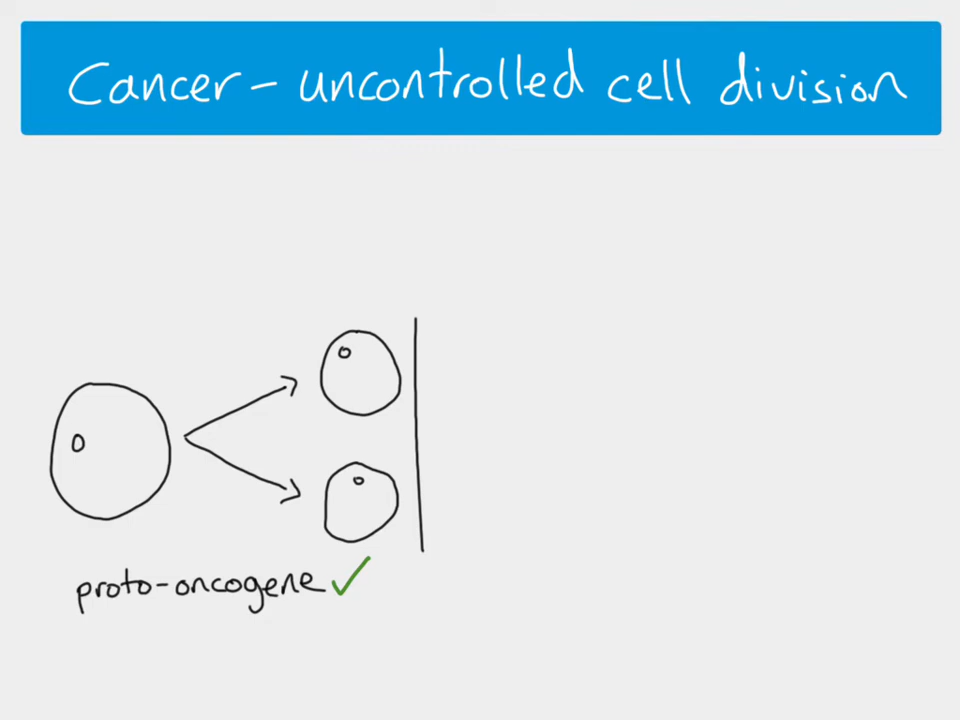 Cancer - uncontrolled cell division
proto-oncogene ✓